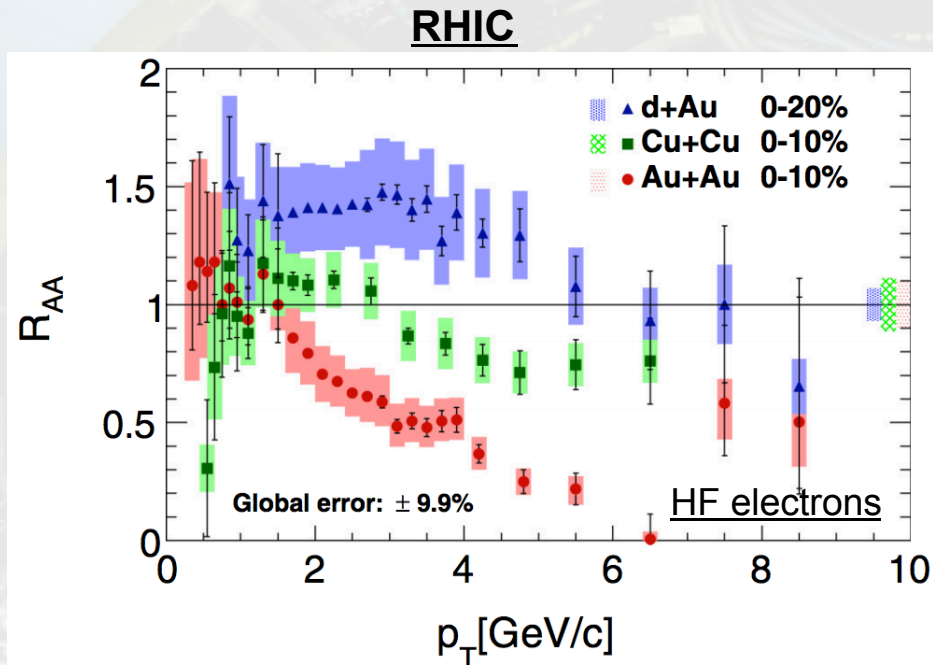 RHIC
2
1.5
1
0.5
0
R_AA
d+Au 0-20%
Cu+Cu 0-10%
Au+Au 0-10%
Global error: ± 9.9%
HF electrons
0 2 4 6 8 10
p_T[GeV/c]